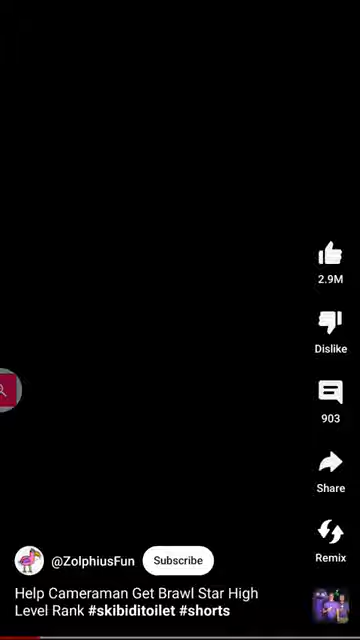 2.9M
Dislike
903
Share
Remix
@ZolphiusFun
Subscribe
Help Cameraman Get Brawl Star High
Level Rank #skibiditoilet #shorts